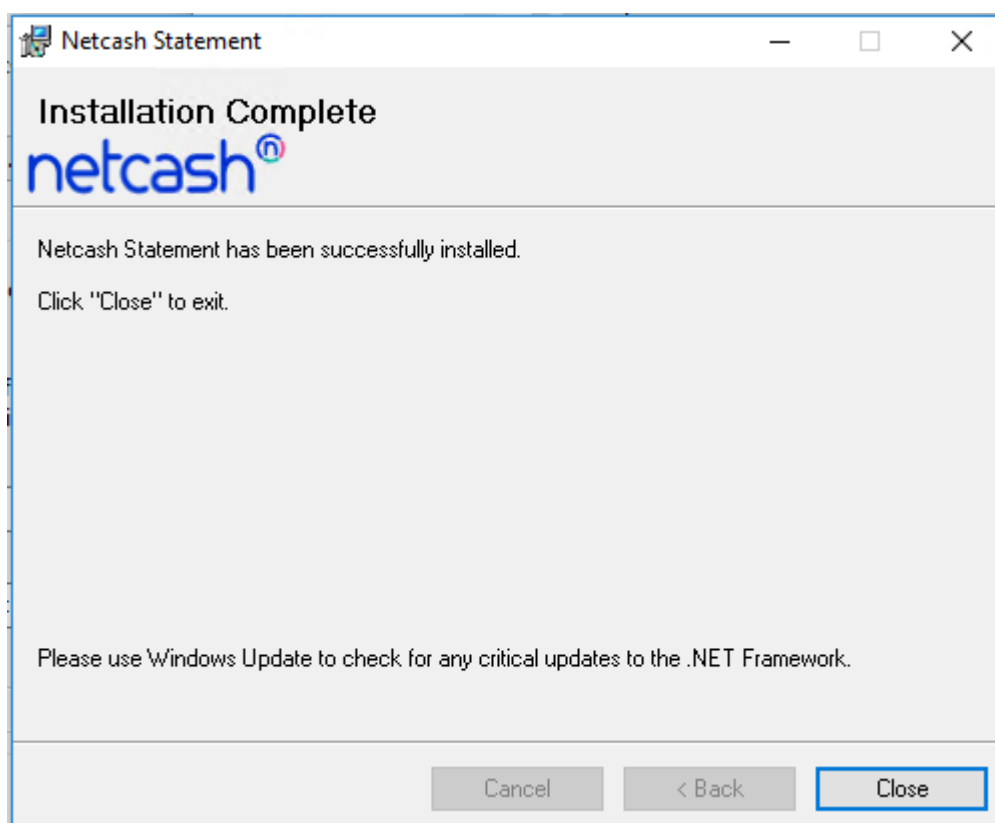 Netcash Statement
Installation Complete
netcash
n
Netcash Statement has been successfully installed.
Click "Close" to exit.
Please use Windows Update to check for any critical updates to the .NET Framework.
Cancel
< Back
Close